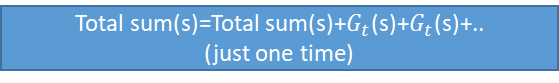 Total sum(s)=Total sum(s)+𝐺ₜ(s)+𝐺ₜ(s)+..
(just one time)